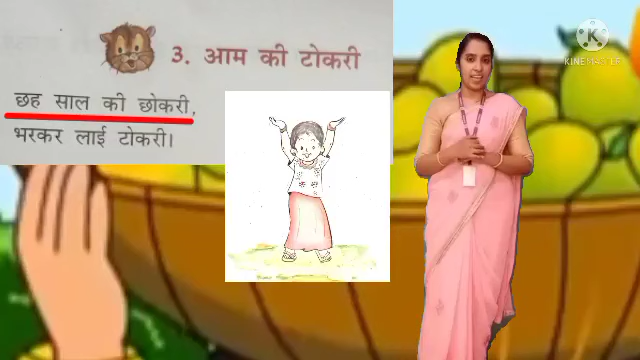 3. आम की टोकरी
छह साल की छोकरी,
भरकर लाई टोकरी।
KINEMASTER